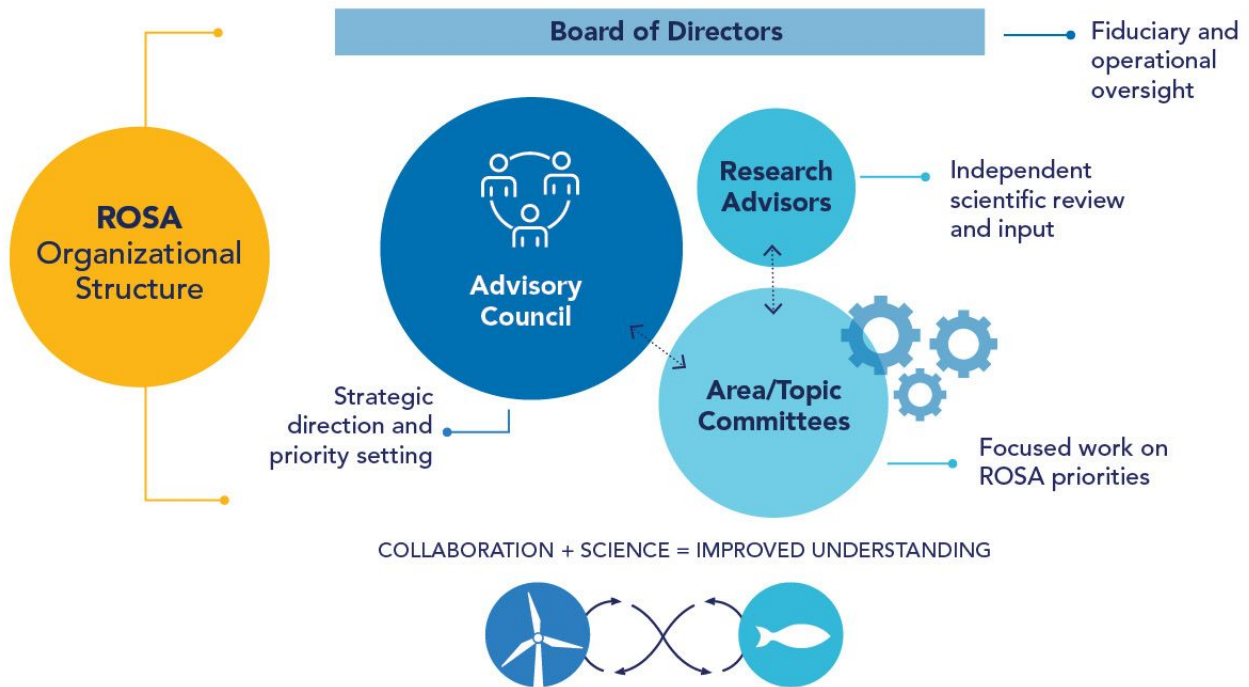 Board of Directors
Fiduciary and
operational
oversight
ROSA
Organizational
Structure
Advisory
Council
Research
Advisors
Independent
scientific review
and input
Strategic
direction and
priority setting
Area/Topic
Committees
Focused work on
ROSA priorities
COLLABORATION + SCIENCE = IMPROVED UNDERSTANDING